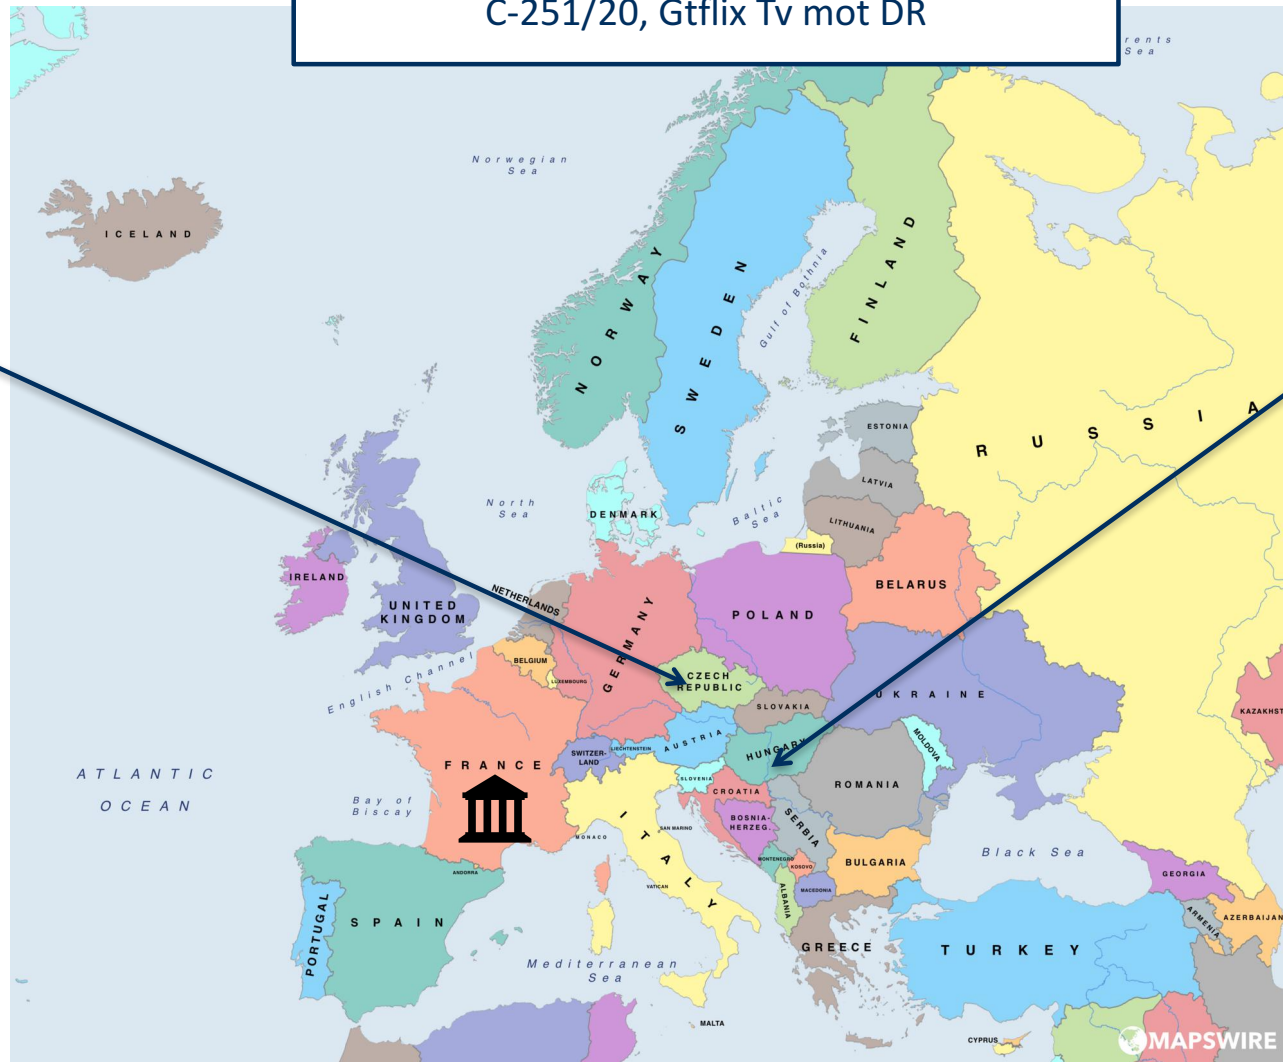 C-251/20, Gtflix Tv mot DR
rents
Sea
Norwegian
Sea
ICELAND
NORWAY
SWEDEN
Gulf of Bothnia
FINLAND
RUSSIA
ESTONIA
LATVIA
LITHUANIA
(Russia)
Baltic
Sea
North
Sea
DENMARK
IRELAND
UNITED
KINGDOM
NETHERLANDS
BELARUS
POLAND
GERMANY
BELGIUM
LUXEMBOURG
English Channel
CZECH
REPUBLIC
SLOVAKIA
UKRAINE
KAZAKHST
MOLDOVA
AUSTRIA
LIECHTENSTEIN
SWITZER-
LAND
HUNGARY
FRANCE
ATLANTIC
OCEAN
Bay of
Biscay
SLOVENIA
CROATIA
ROMANIA
BOSNIA-
HERZEG.
SERBIA
ITALY
SAN MARINO
MONACO
Black Sea
BULGARIA
MONTENEGRO
KOSOVO
MACEDONIA
ALBANIA
VATICAN
ANDORRA
GEORGIA
ARMENIA
AZERBAIJAN
PORTUGAL
SPAIN
GREECE
TURKEY
Mediterranean
Sea
MALTA
CYPRUS
MAPSWIRE